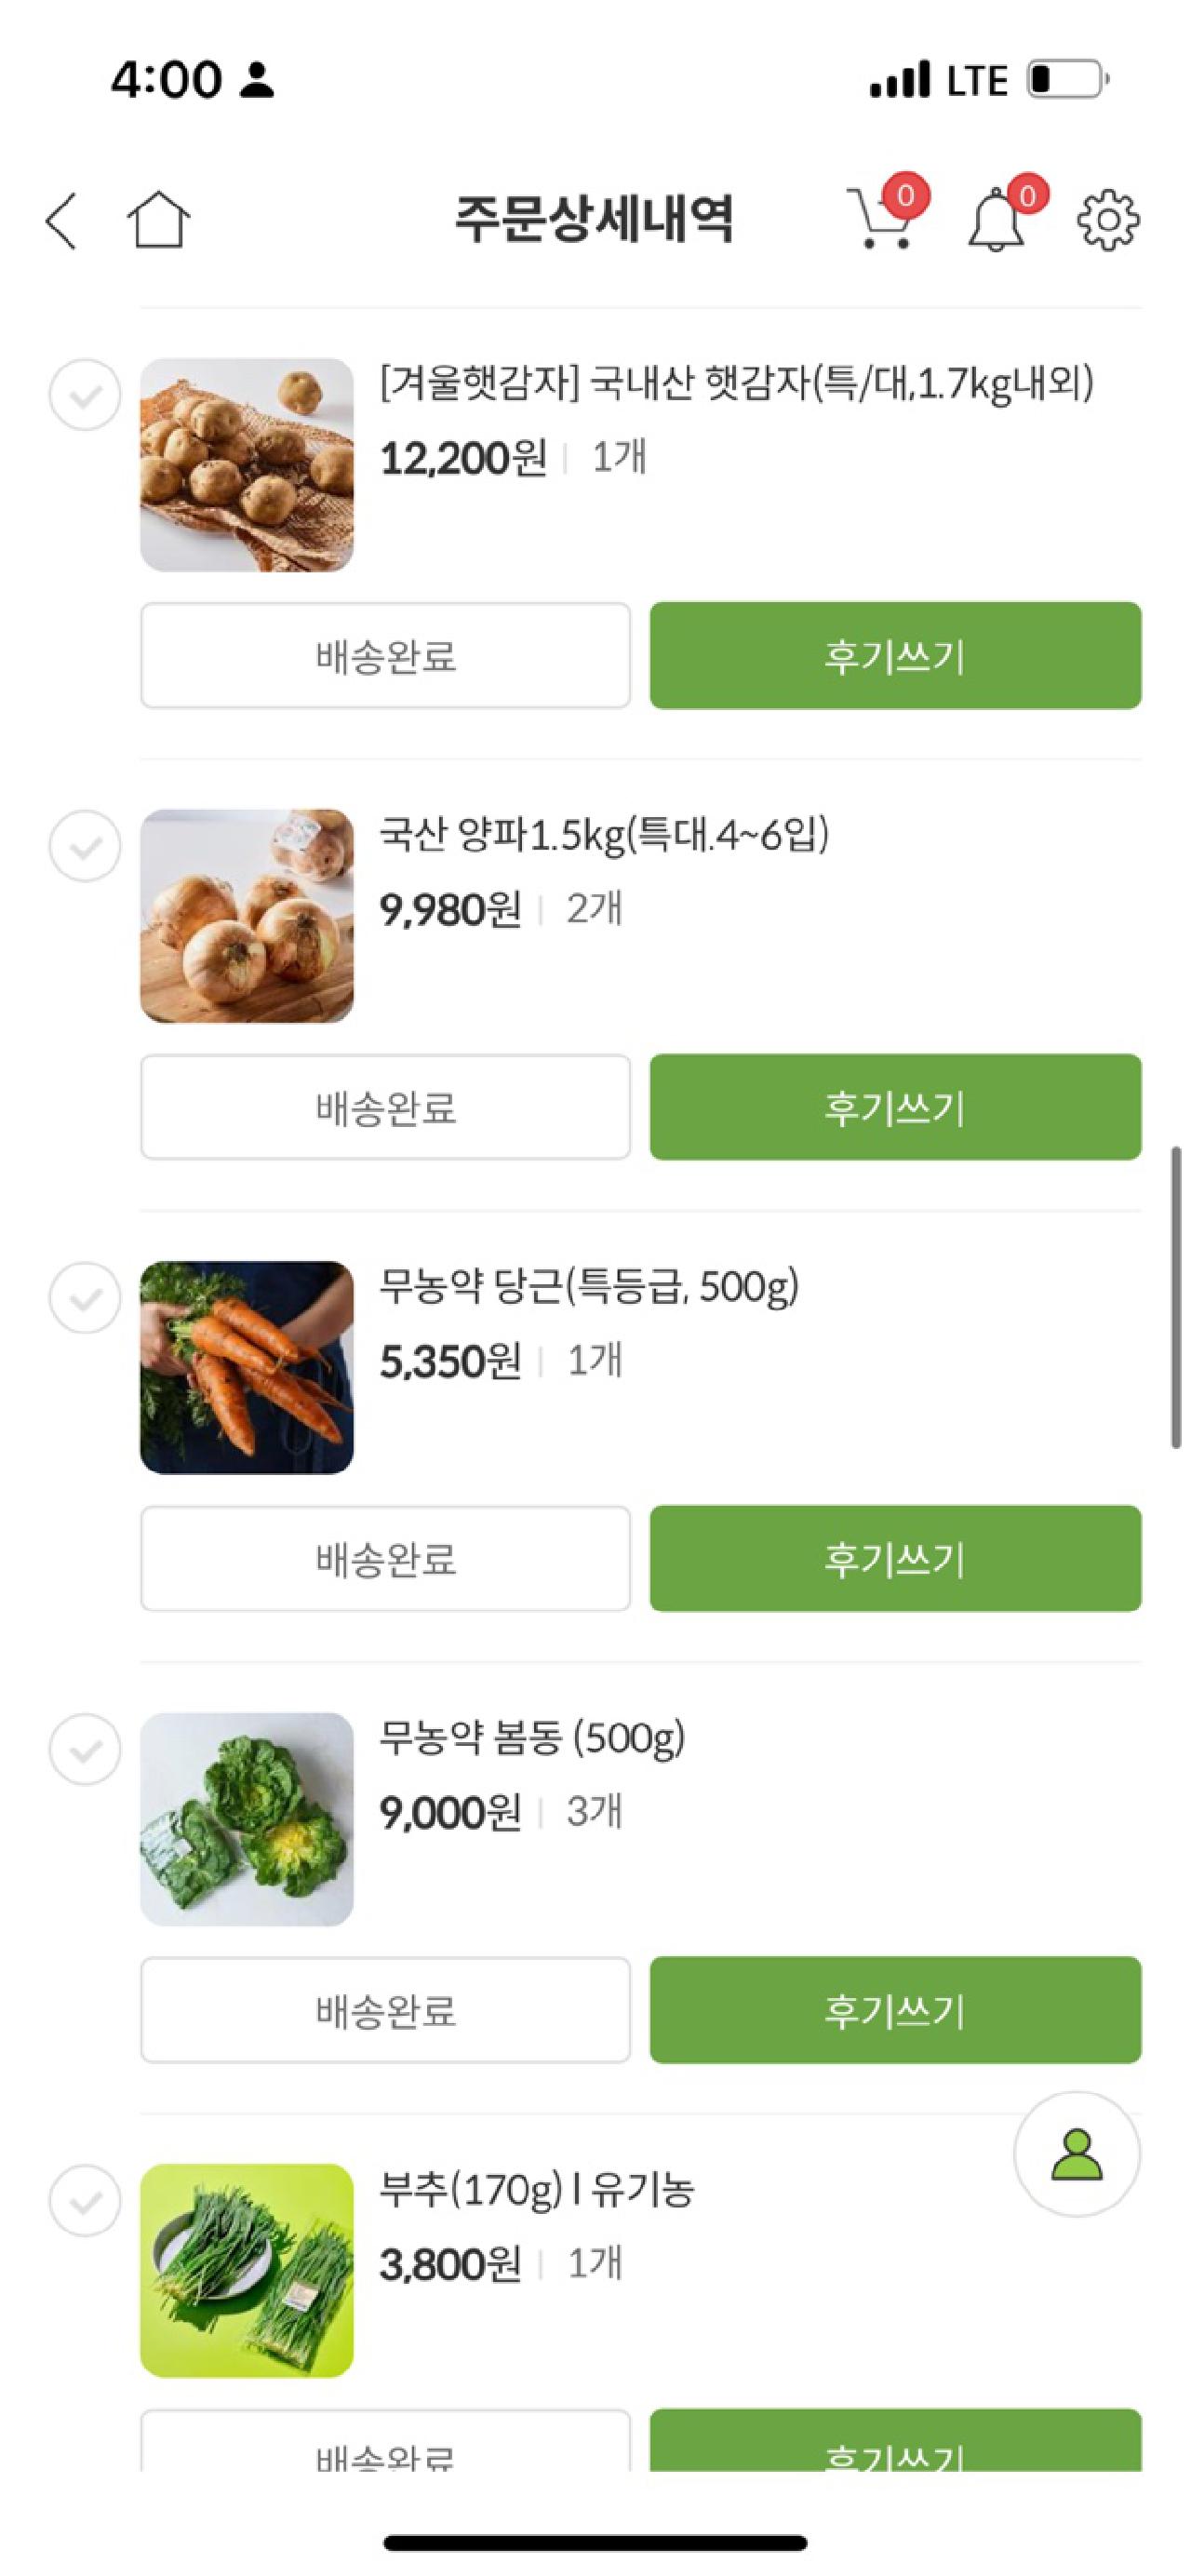 4:00 LTE
주문상세내역 0 0
[겨울햇감자] 국내산 햇감자(특/대,1.7kg내외)
12,200원 | 1개
배송완료 후기쓰기
국산 양파1.5kg(특대.4~6입)
9,980원 | 2개
배송완료 후기쓰기
무농약 당근(특등급, 500g)
5,350원 | 1개
배송완료 후기쓰기
무농약 봄동 (500g)
9,000원 | 3개
배송완료 후기쓰기
부추(170g) l 유기농
3,800원 | 1개
배송완료 후기쓰기